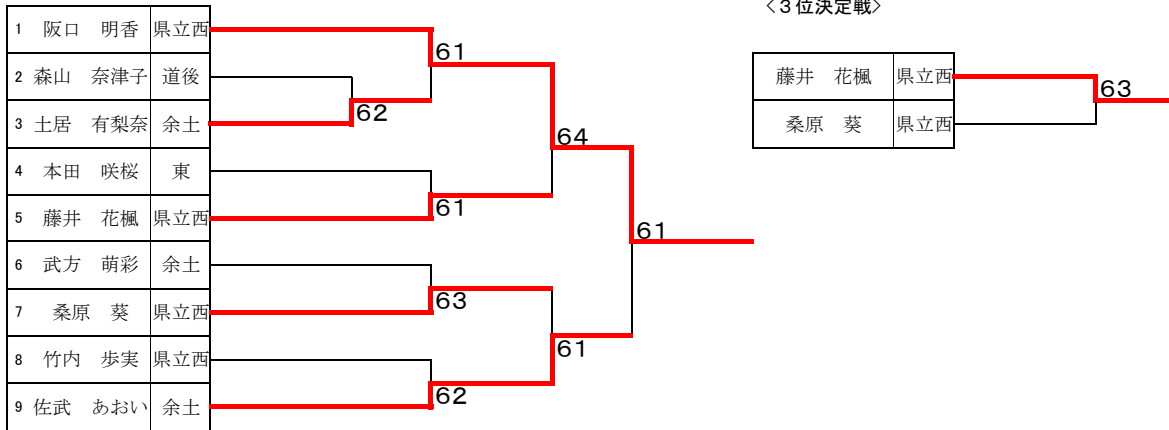 ＜３位決定戦＞
1 阪口　明香 県立西
2 森山　奈津子 道後
3 土居　有梨奈 余土
4 本田　咲桜 東
5 藤井　花楓 県立西
6 武方　萌彩 余土
7 桑原　葵 県立西
8 竹内　歩実 県立西
9 佐武　あおい 余土
61
62
64
61
61
63
61
62
藤井　花楓 県立西
桑原　葵 県立西
63